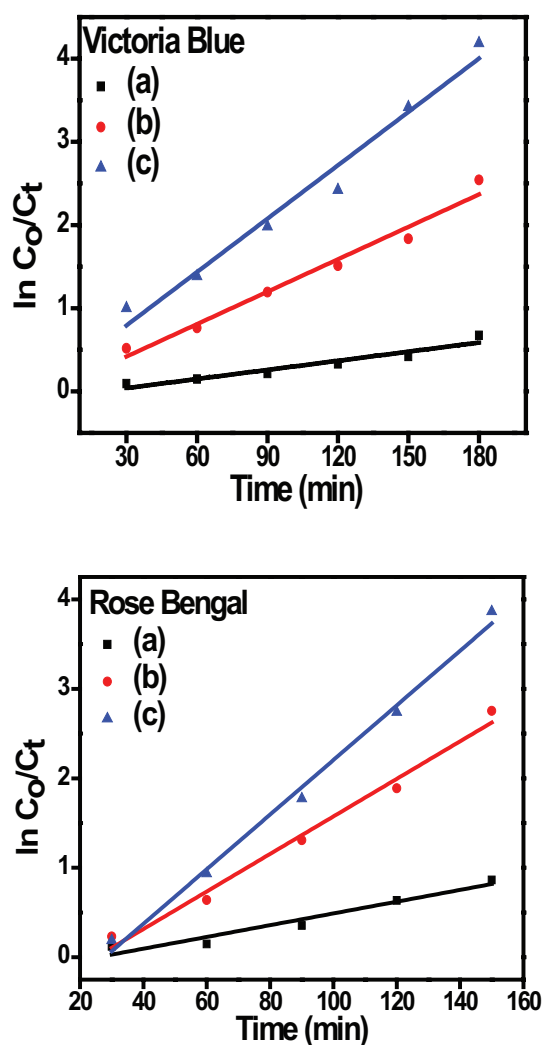 Victoria Blue
(a)
(b)
(c)
ln Co/Ct
4
3
2
1
0
30 60 90 120 150 180
Time (min)
Rose Bengal
(a)
(b)
(c)
ln Co/Ct
4
3
2
1
0
20 40 60 80 100 120 140 160
Time (min)